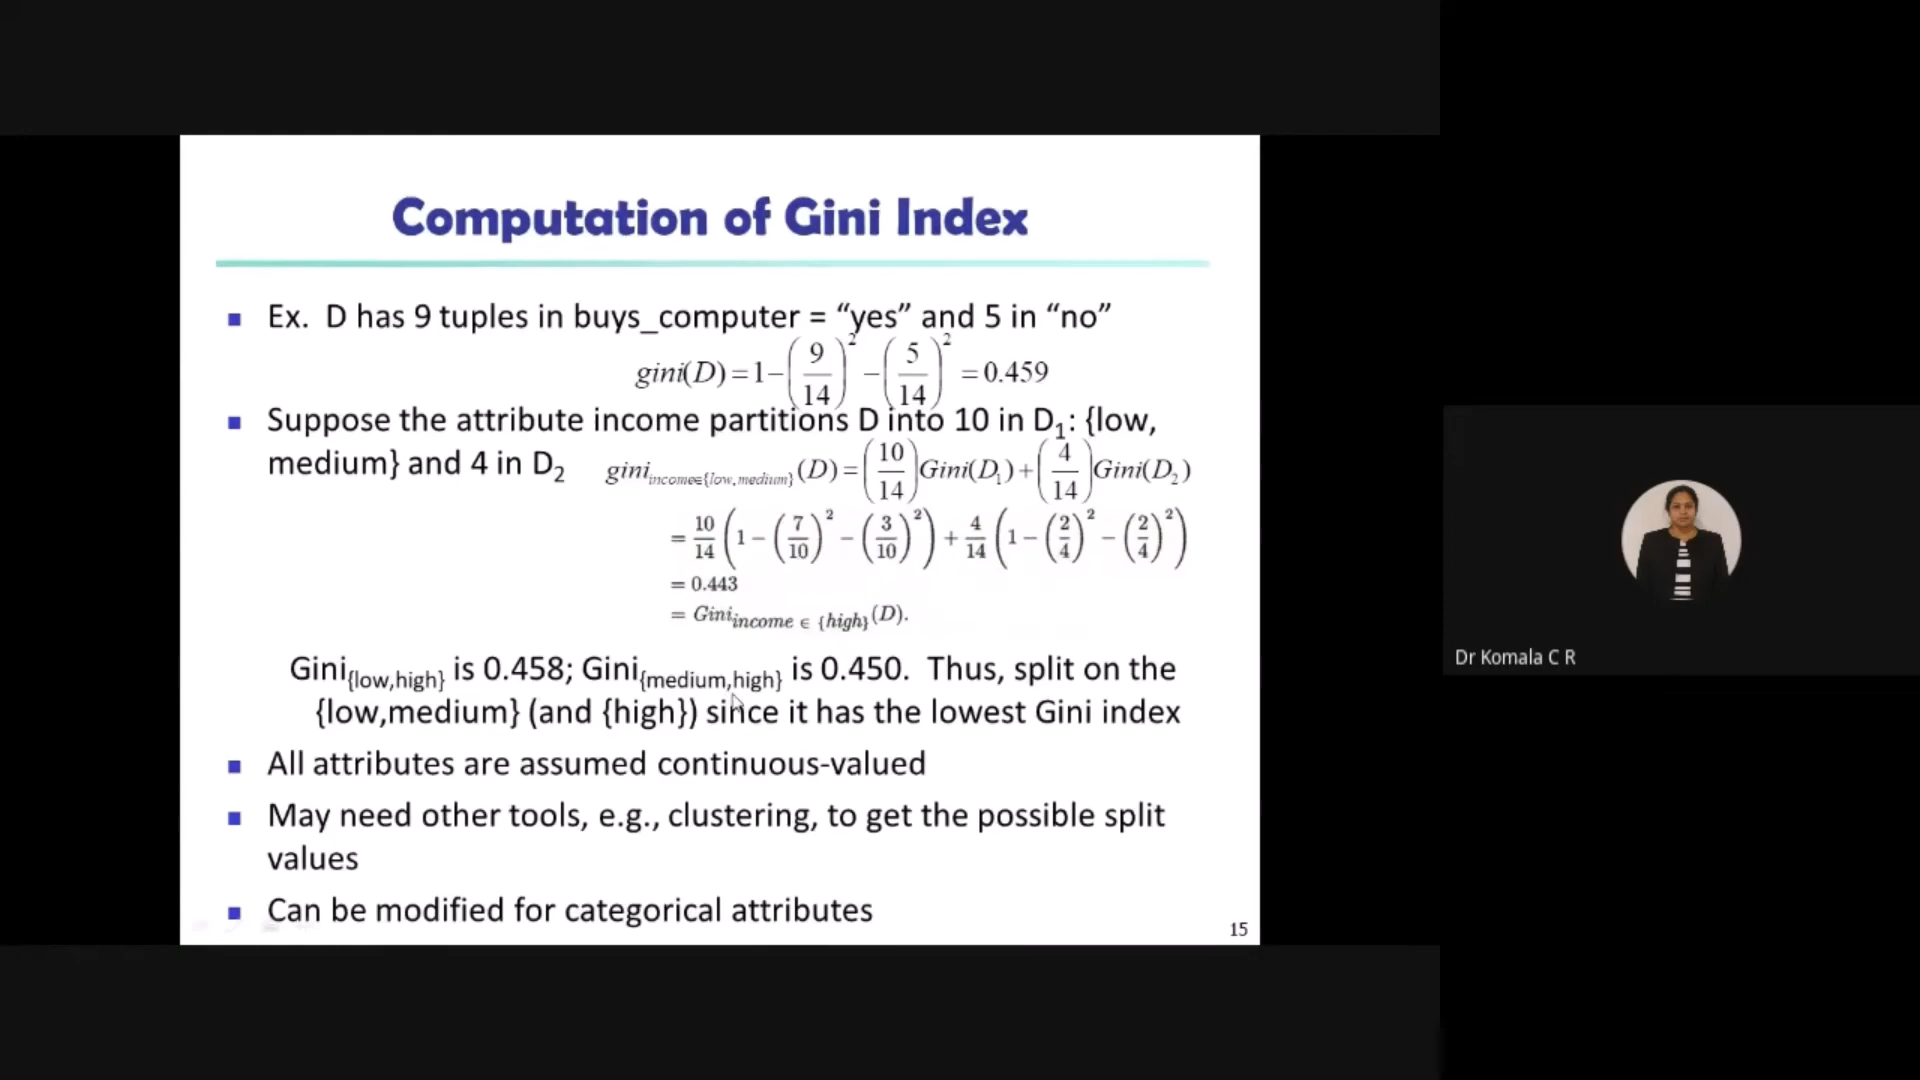 Computation of Gini Index
Ex. D has 9 tuples in buys_computer = “yes” and 5 in “no”
gini(D) = 1 − (9/14)² − (5/14)² = 0.459
Suppose the attribute income partitions D into 10 in D₁: {low,
medium} and 4 in D₂ gini_{income∈{low,medium}}(D) = (10/14)Gini(D₁) + (4/14)Gini(D₂)
= 10/14 (1 − (7/10)² − (3/10)²) + 4/14 (1 − (2/4)² − (2/4)²)
= 0.443
= Gini_{income ∈ {high}}(D).
Gini_{low,high} is 0.458; Gini_{medium,high} is 0.450. Thus, split on the
{low,medium} (and {high}) since it has the lowest Gini index
All attributes are assumed continuous-valued
May need other tools, e.g., clustering, to get the possible split
values
Can be modified for categorical attributes
15
Dr Komala C R